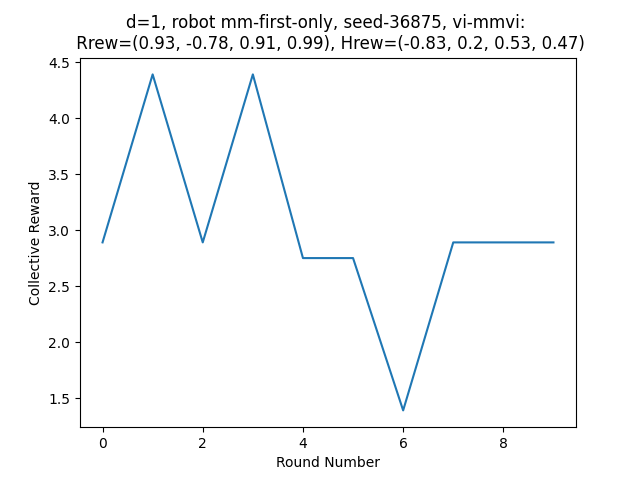 d=1, robot mm-first-only, seed-36875, vi-mmvi:
Rrew=(0.93, -0.78, 0.91, 0.99), Hrew=(-0.83, 0.2, 0.53, 0.47)
4.5
4.0
3.5
3.0
2.5
2.0
1.5
Collective Reward
0 2 4 6 8
Round Number